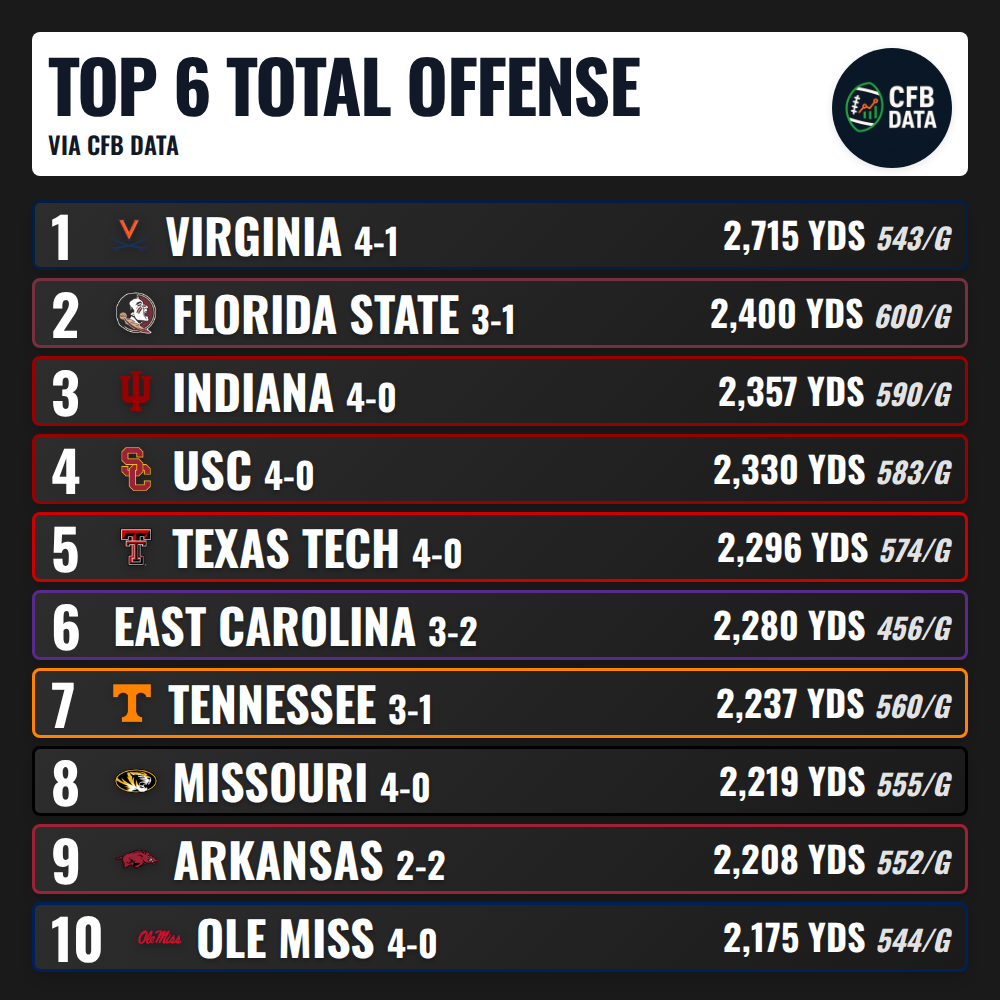 TOP 6 TOTAL OFFENSE
VIA CFB DATA
CFB
DATA
1 VIRGINIA 4-1 2,715 YDS 543/G
2 FLORIDA STATE 3-1 2,400 YDS 600/G
3 INDIANA 4-0 2,357 YDS 590/G
4 USC 4-0 2,330 YDS 583/G
5 TEXAS TECH 4-0 2,296 YDS 574/G
6 EAST CAROLINA 3-2 2,280 YDS 456/G
7 TENNESSEE 3-1 2,237 YDS 560/G
8 MISSOURI 4-0 2,219 YDS 555/G
9 ARKANSAS 2-2 2,208 YDS 552/G
10 Ole Miss OLE MISS 4-0 2,175 YDS 544/G